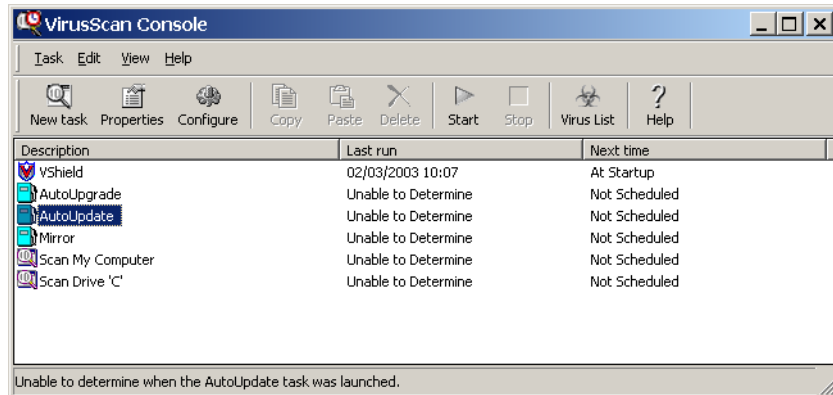 VirusScan Console
Task Edit View Help
New task Properties Configure Copy Paste Delete Start Stop Virus List Help
Description Last run Next time
VShield 02/03/2003 10:07 At Startup
AutoUpgrade Unable to Determine Not Scheduled
AutoUpdate Unable to Determine Not Scheduled
Mirror Unable to Determine Not Scheduled
Scan My Computer Unable to Determine Not Scheduled
Scan Drive 'C' Unable to Determine Not Scheduled
Unable to determine when the AutoUpdate task was launched.